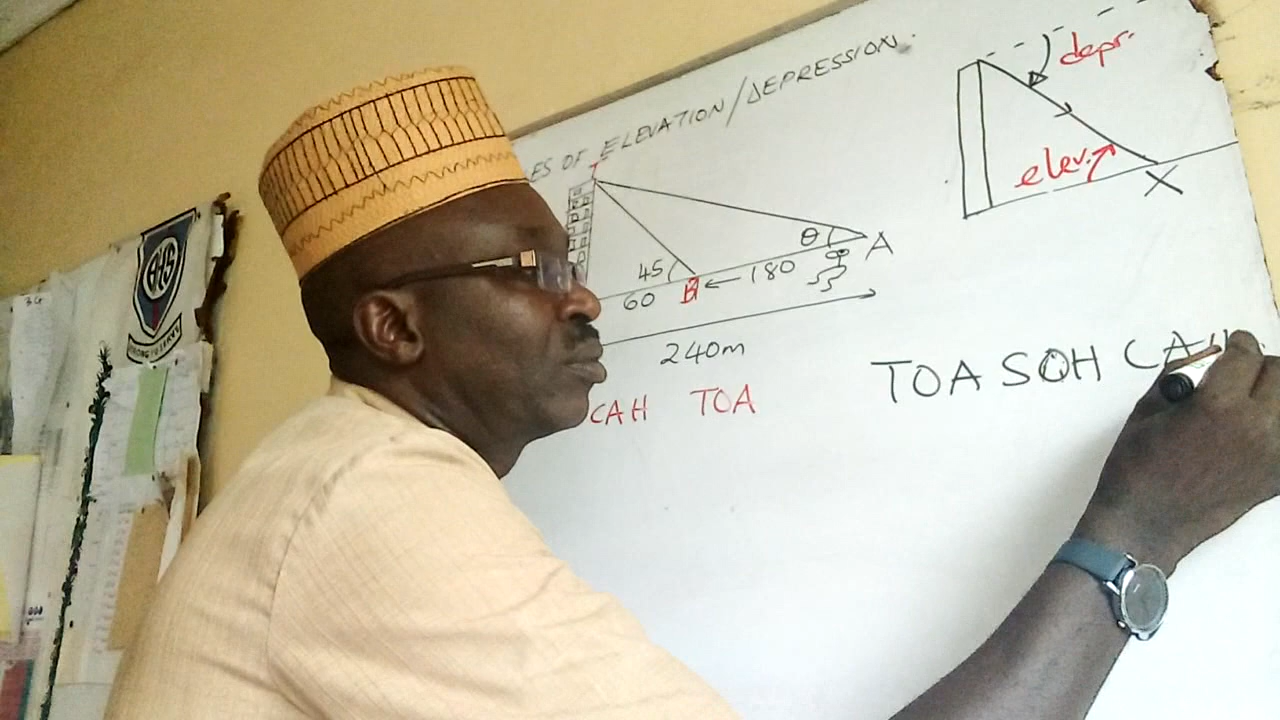 ES OF ELEVATION/DEPRESSION.
depr.
elev.
X
T
θ
A
45
60
B
180
240m
CAH TOA
TOA SOH CAH